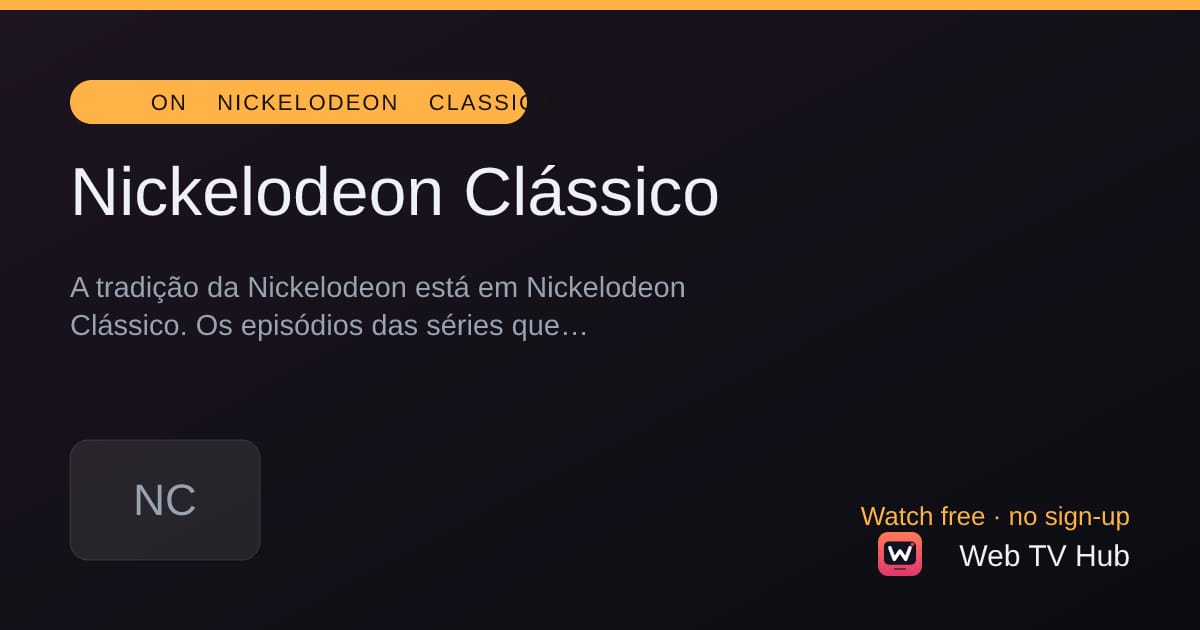 ON NICKELODEON
Nickelodeon Clássico
A tradição da Nickelodeon está em Nickelodeon
Clássico. Os episódios das séries que…
NC
Watch free · no sign-up
W
Web TV Hub